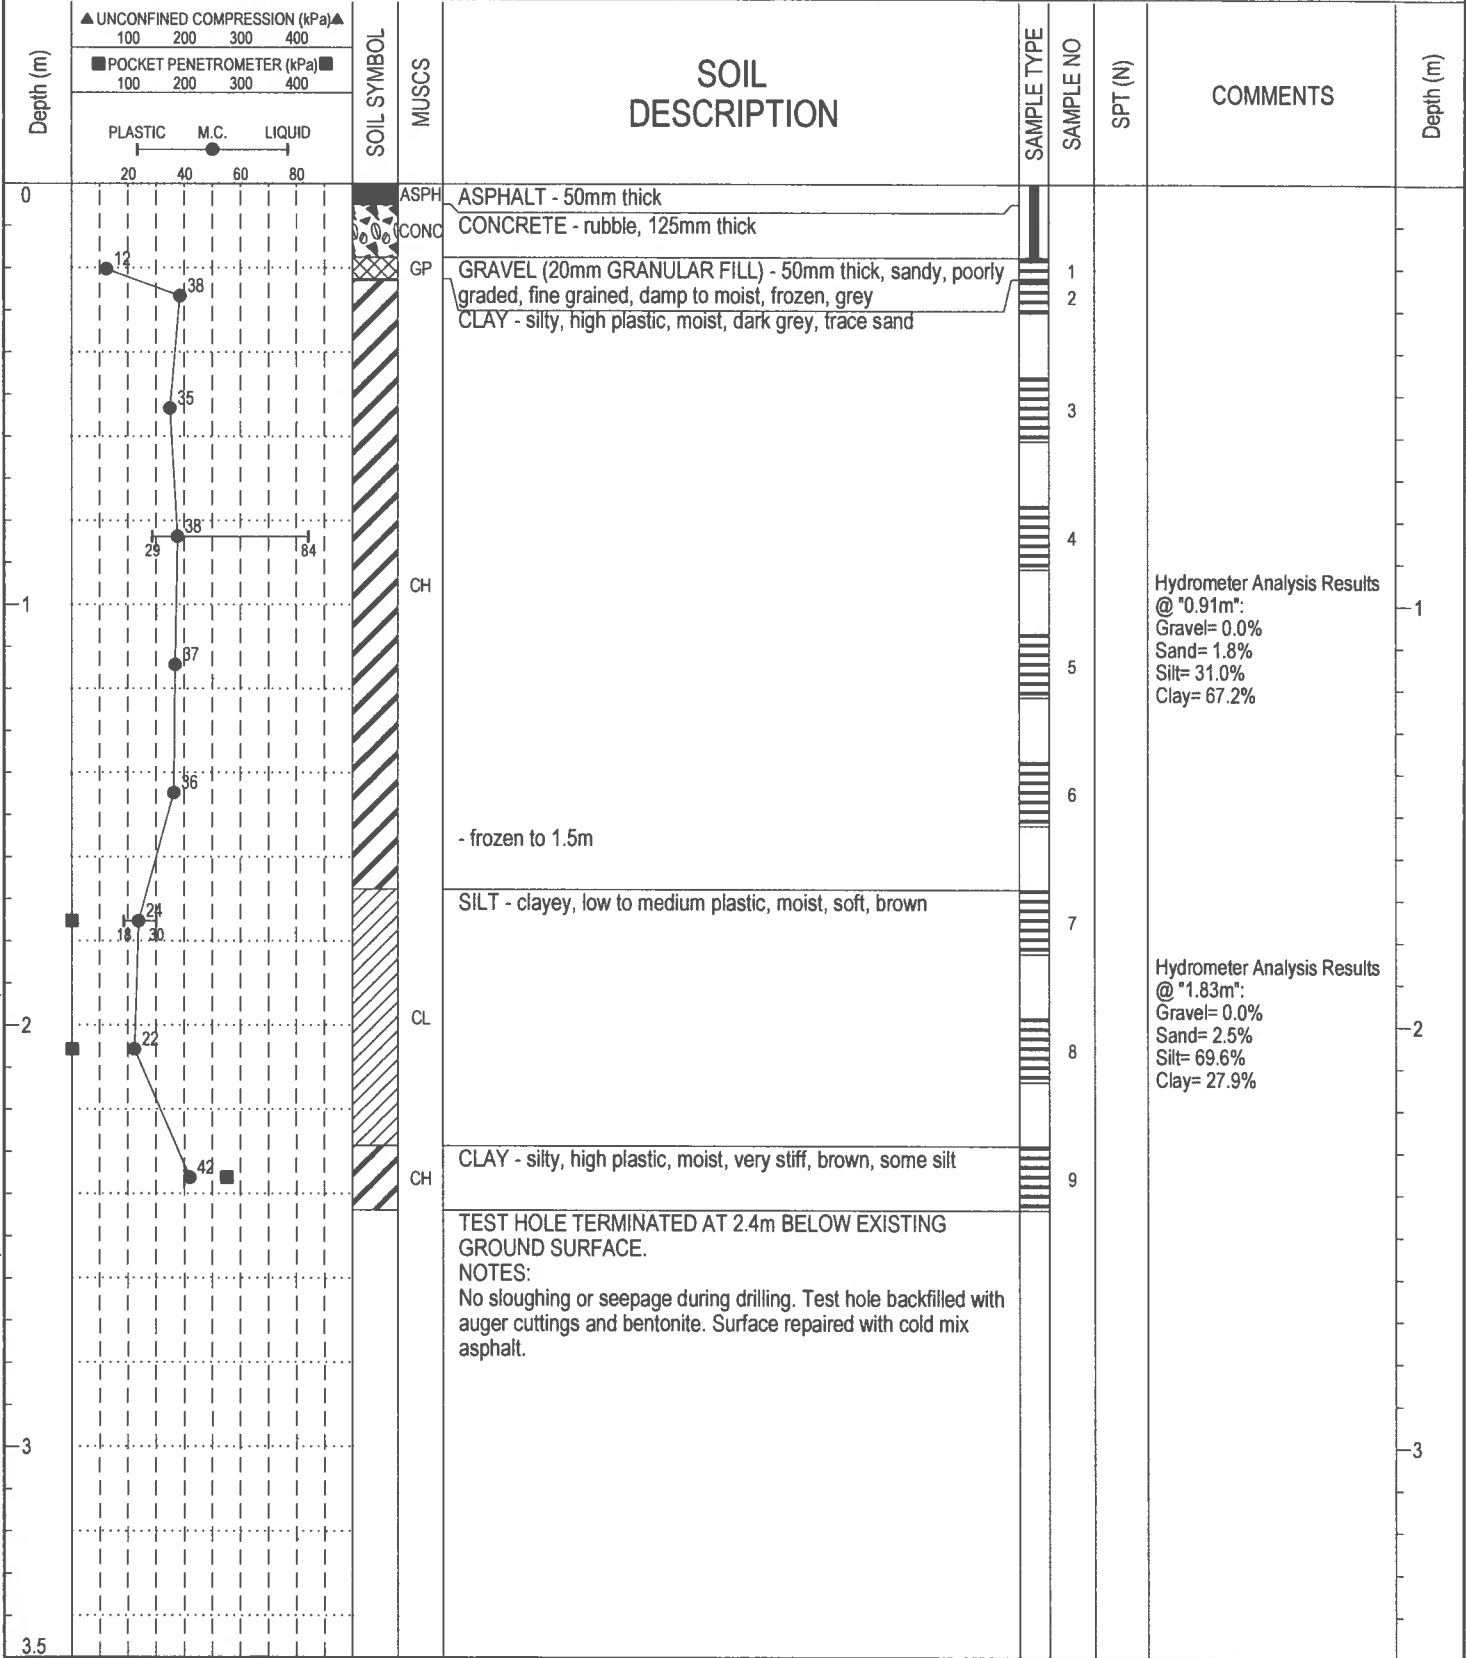 ▲ UNCONFINED COMPRESSION (kPa) ▲
100 200 300 400
■ POCKET PENETROMETER (kPa) ■
100 200 300 400
PLASTIC M.C. LIQUID
20 40 60 80
Depth (m)
SOIL SYMBOL
MUSCS
SOIL
DESCRIPTION
SAMPLE TYPE
SAMPLE NO
SPT (N)
COMMENTS
Depth (m)
0
ASPH
ASPHALT - 50mm thick
CONC
CONCRETE - rubble, 125mm thick
12
GP
GRAVEL (20mm GRANULAR FILL) - 50mm thick, sandy, poorly
graded, fine grained, damp to moist, frozen, grey
1
38
2
CLAY - silty, high plastic, moist, dark grey, trace sand
35
3
38
29 84
4
CH
1
Hydrometer Analysis Results
@ "0.91m":
Gravel= 0.0%
Sand= 1.8%
Silt= 31.0%
Clay= 67.2%
1
37
5
36
6
- frozen to 1.5m
SILT - clayey, low to medium plastic, moist, soft, brown
24
18 30
7
2
CL
Hydrometer Analysis Results
@ "1.83m":
Gravel= 0.0%
Sand= 2.5%
Silt= 69.6%
Clay= 27.9%
2
22
8
CLAY - silty, high plastic, moist, very stiff, brown, some silt
42
CH
9
TEST HOLE TERMINATED AT 2.4m BELOW EXISTING
GROUND SURFACE.
NOTES:
No sloughing or seepage during drilling. Test hole backfilled with
auger cuttings and bentonite. Surface repaired with cold mix
asphalt.
3
3
3.5